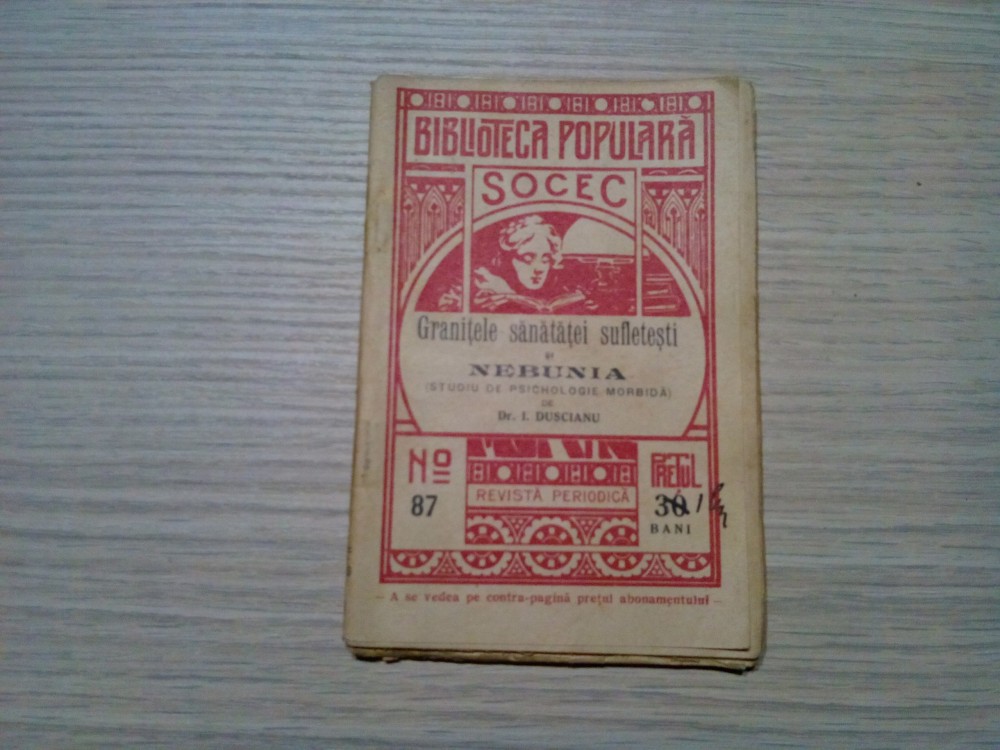 BIBLIOTECA POPULARĂ
SOCEC
Granițele sănătăței sufletești
și
NEBUNIA
(STUDIU DE PSICHOLOGIE MORBIDĂ)
DE
Dr. I. DUSCIANU
No
87
REVISTĂ PERIODICĂ
PREȚUL
30
BANI
— A se vedea pe contra-pagină prețul abonamentului —